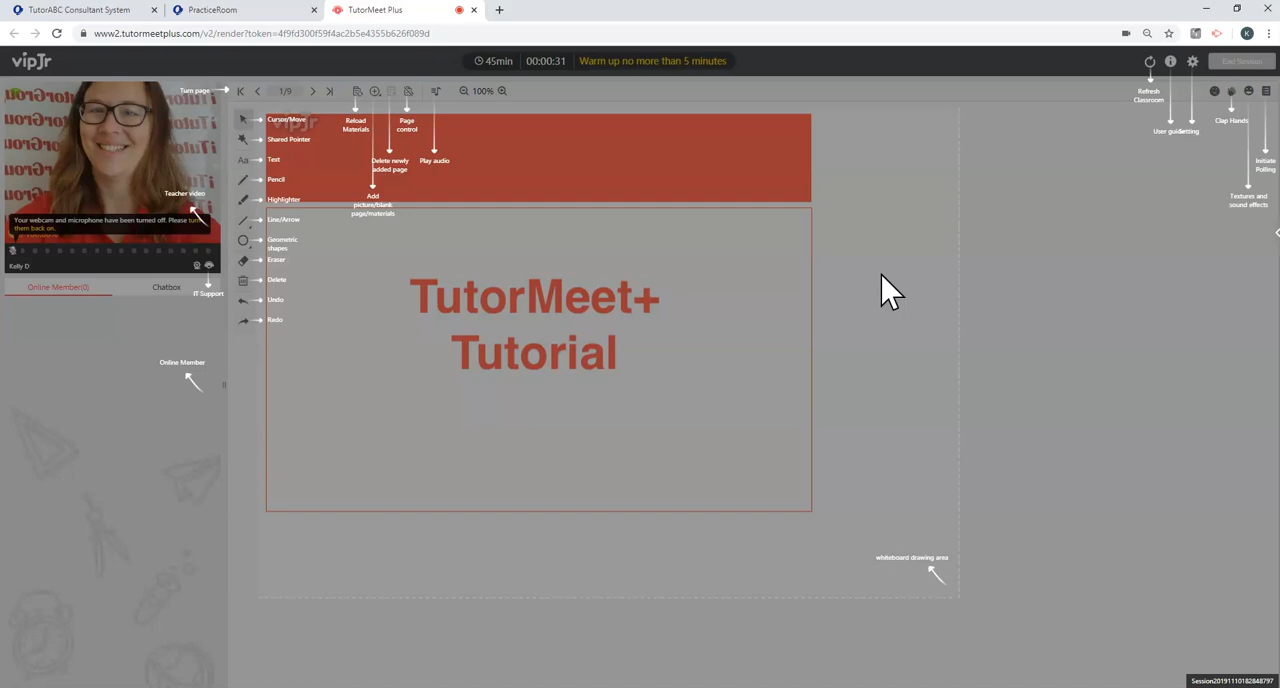 TutorABC Consultant System
PracticeRoom
TutorMeet Plus
www2.tutormeetplus.com/v2/render?token=4f9fd300f59f4ac2b5e4355b626f089d
K
vipJr
45min
00:00:31
Warm up no more than 5 minutes
End Session
Turn page
1/9
100%
Refresh
Classroom
Reload
Materials
Page
control
Delete newly
added page
Play audio
Add
picture/blank
page/materials
User guide
Setting
Clap Hands
Initiate
Polling
Textures and
sound effects
Cursor/Move
vipJr
Shared Pointer
Aa
Text
Pencil
Highlighter
Line/Arrow
Geometric
shapes
Eraser
Delete
Undo
Redo
Teacher video
Your webcam and microphone have been turned off. Please turn
them back on.
Kelly D
IT Support
Online Member(0)
Chatbox
Online Member
TutorMeet+
Tutorial
whiteboard drawing area
Session20191110182848797